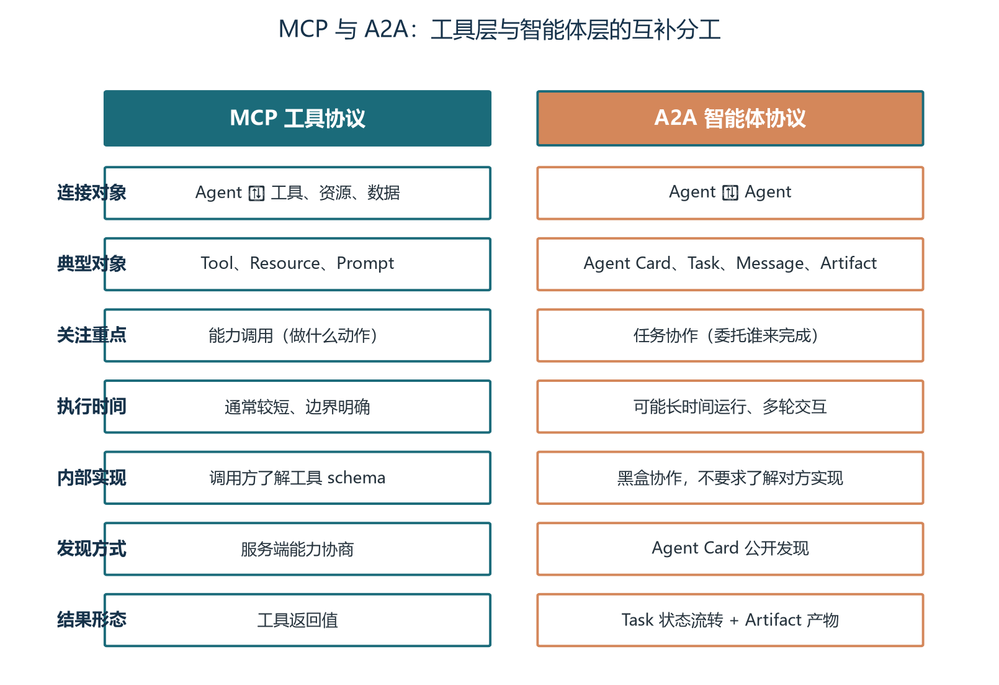 MCP 与 A2A：工具层与智能体层的互补分工
MCP 工具协议
A2A 智能体协议
连接对象
Agent ⇅ 工具、资源、数据
Agent ⇅ Agent
典型对象
Tool、Resource、Prompt
Agent Card、Task、Message、Artifact
关注重点
能力调用（做什么动作）
任务协作（委托谁来完成）
执行时间
通常较短、边界明确
可能长时间运行、多轮交互
内部实现
调用方了解工具 schema
黑盒协作，不要求了解对方实现
发现方式
服务端能力协商
Agent Card 公开发现
结果形态
工具返回值
Task 状态流转 + Artifact 产物